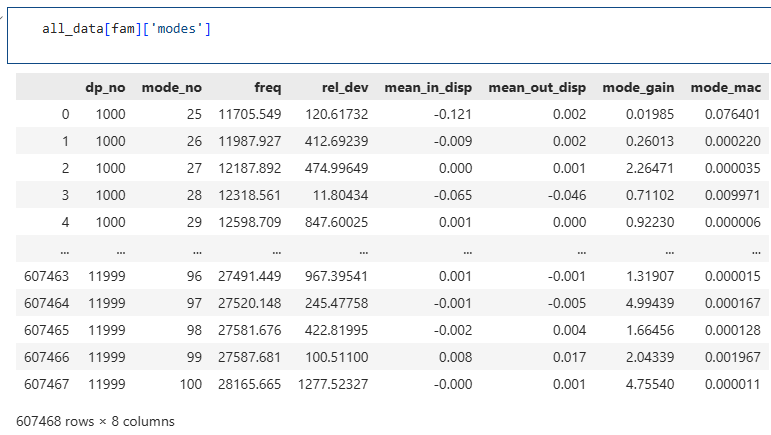 all_data[fam]['modes']
dp_no mode_no freq rel_dev mean_in_disp mean_out_disp mode_gain mode_mac
0 1000 25 11705.549 120.61732 -0.121 0.002 0.01985 0.076401
1 1000 26 11987.927 412.69239 -0.009 0.002 0.26013 0.000220
2 1000 27 12187.892 474.99649 0.000 0.001 2.26471 0.000035
3 1000 28 12318.561 11.80434 -0.065 -0.046 0.71102 0.009971
4 1000 29 12598.709 847.60025 0.001 0.000 0.92230 0.000006
... ... ... ... ... ... ... ... ...
607463 11999 96 27491.449 967.39541 0.001 -0.001 1.31907 0.000015
607464 11999 97 27520.148 245.47758 -0.001 -0.005 4.99439 0.000167
607465 11999 98 27581.676 422.81995 -0.002 0.004 1.66456 0.000128
607466 11999 99 27587.681 100.51100 0.008 0.017 2.04339 0.001967
607467 11999 100 28165.665 1277.52327 -0.000 0.001 4.75540 0.000011
607468 rows × 8 columns